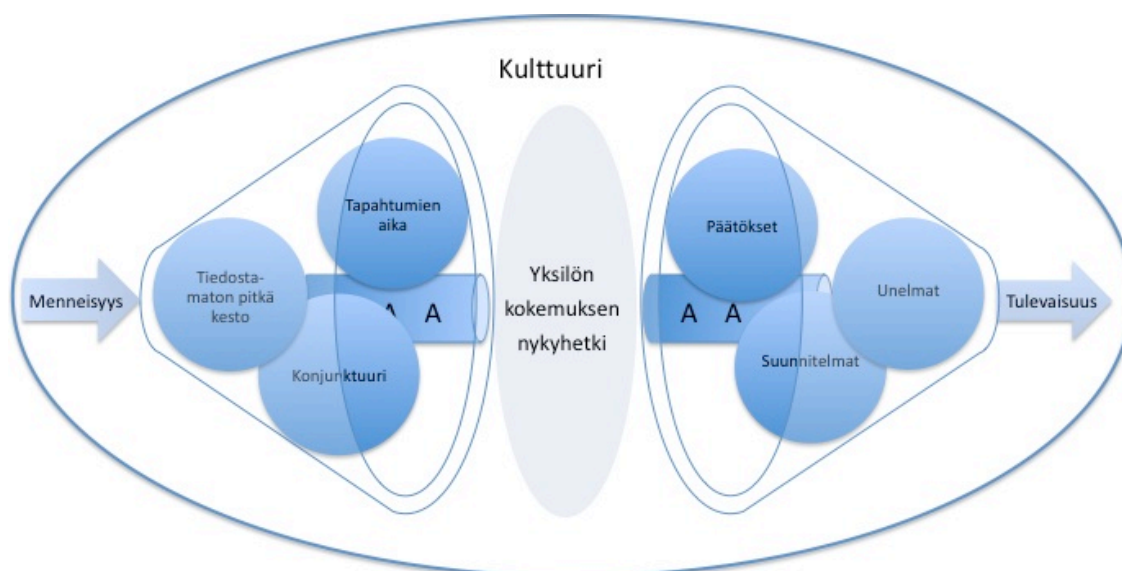 Kulttuuri
Menneisyys
Tiedosta-
maton pitkä
kesto
Tapahtumien
aika
Konjunktuuri
A A
Yksilön
kokemuksen
nykyhetki
A A
Päätökset
Suunnitelmat
Unelmat
Tulevaisuus